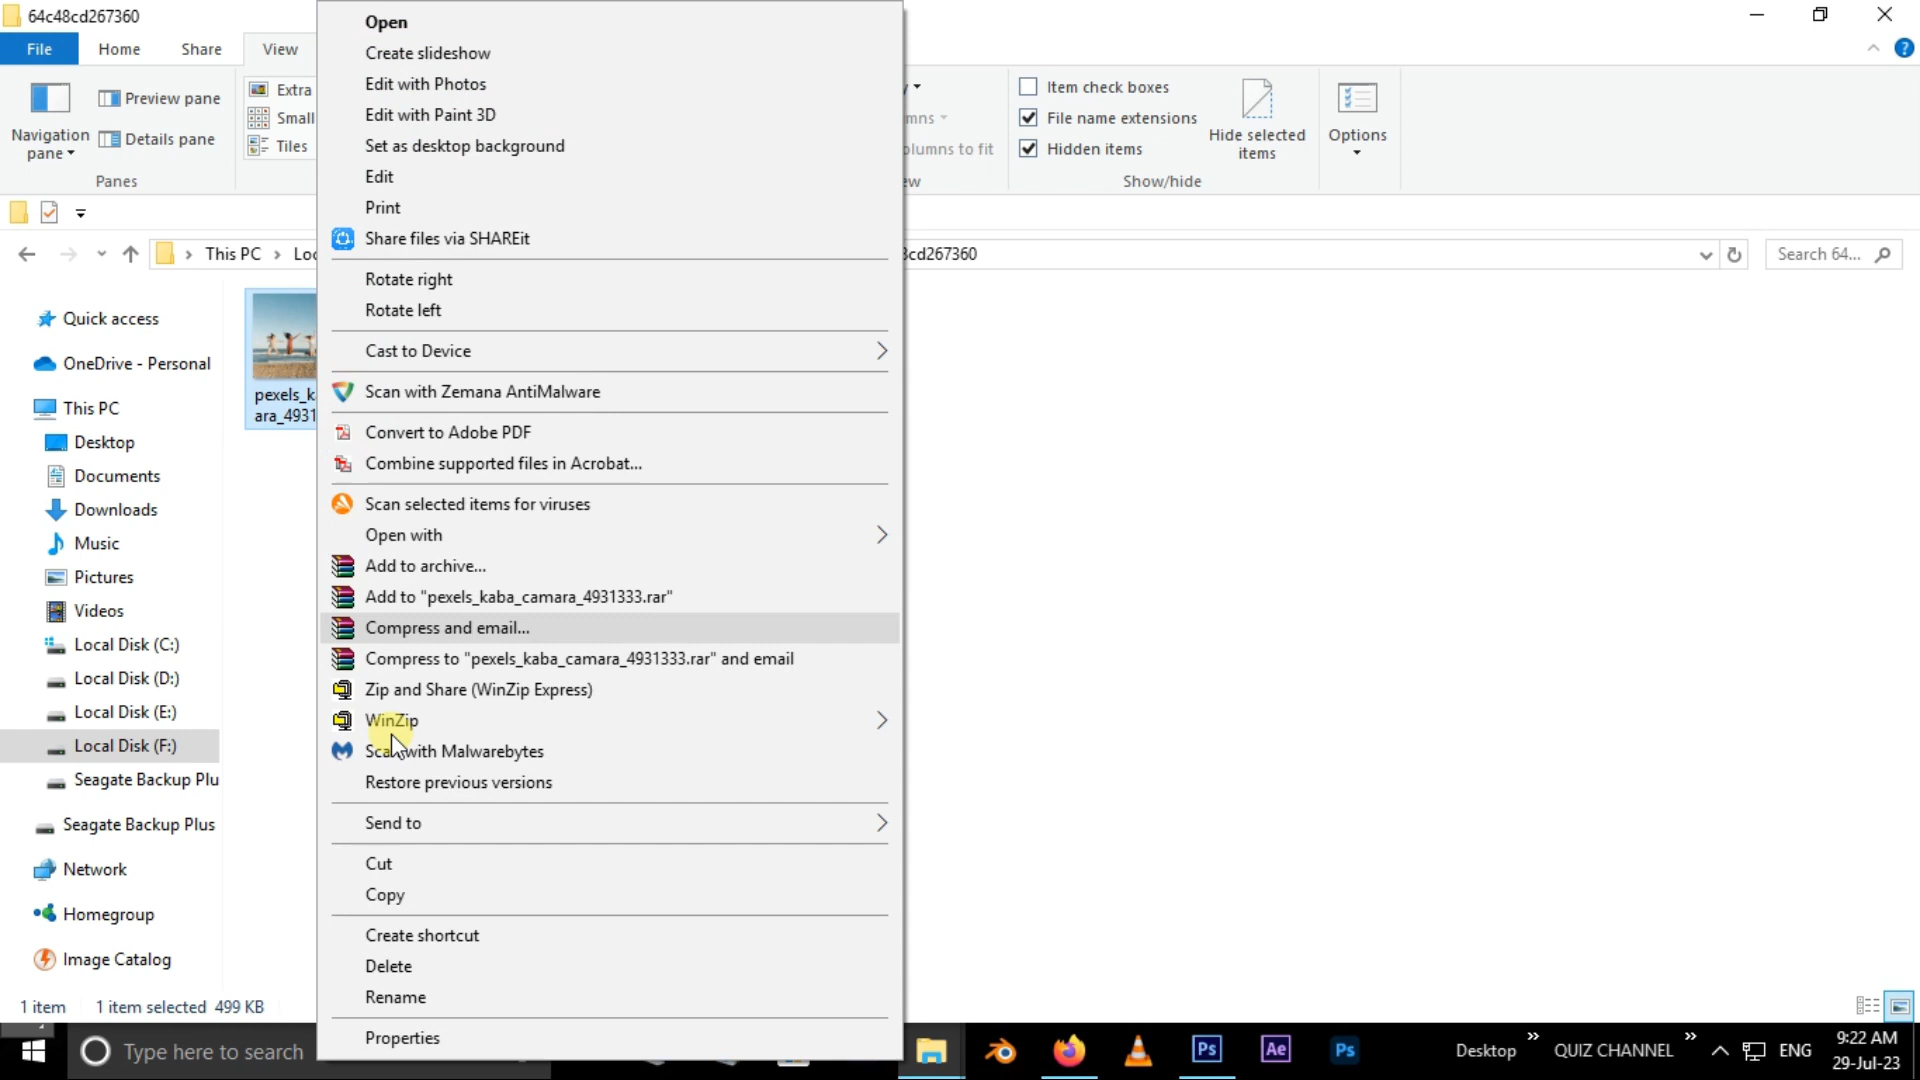 64c48cd267360
File
Home
Share
View
Navigation
pane
Preview pane
Details pane
Panes
Extra
Small
Tiles
Item check boxes
File name extensions
Hidden items
Show/hide
Hide selected
items
Options
This PC
3cd267360
Search 64...
Quick access
OneDrive - Personal
This PC
Desktop
Documents
Downloads
Music
Pictures
Videos
Local Disk (C:)
Local Disk (D:)
Local Disk (E:)
Local Disk (F:)
Seagate Backup Plu
Seagate Backup Plus
Network
Homegroup
Image Catalog
pexels_k
ara_4931
Open
Create slideshow
Edit with Photos
Edit with Paint 3D
Set as desktop background
Edit
Print
Share files via SHAREit
Rotate right
Rotate left
Cast to Device
Scan with Zemana AntiMalware
Convert to Adobe PDF
Combine supported files in Acrobat...
Scan selected items for viruses
Open with
Add to archive...
Add to "pexels_kaba_camara_4931333.rar"
Compress and email...
Compress to "pexels_kaba_camara_4931333.rar" and email
Zip and Share (WinZip Express)
WinZip
Scan with Malwarebytes
Restore previous versions
Send to
Cut
Copy
Create shortcut
Delete
Rename
Properties
1 item
1 item selected 499 KB
Type here to search
Ps
Ae
Ps
Desktop
QUIZ CHANNEL
ENG
9:22 AM
29-Jul-23